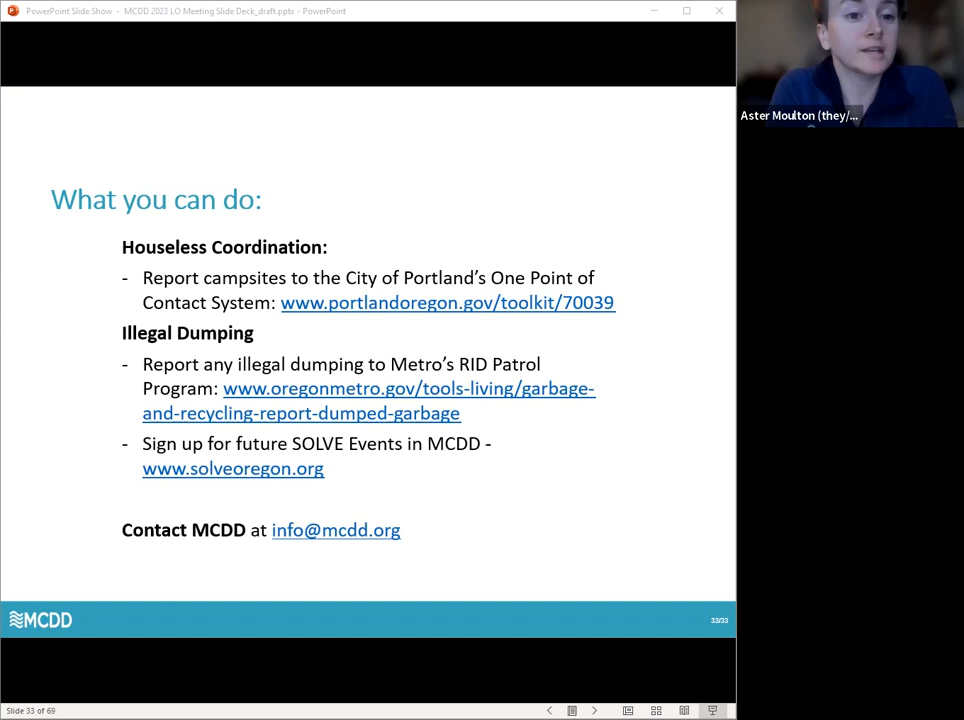 PowerPoint Slide Show - MCDD 2023 LO Meeting Slide Deck_draft.pptx - PowerPoint
Aster Moulton (they/...
What you can do:
Houseless Coordination:
- Report campsites to the City of Portland's One Point of
Contact System: www.portlandoregon.gov/toolkit/70039
Illegal Dumping
- Report any illegal dumping to Metro's RID Patrol
Program: www.oregonmetro.gov/tools-living/garbage-
and-recycling-report-dumped-garbage
- Sign up for future SOLVE Events in MCDD -
www.solveoregon.org
Contact MCDD at info@mcdd.org
MCDD
33/33
Slide 33 of 69